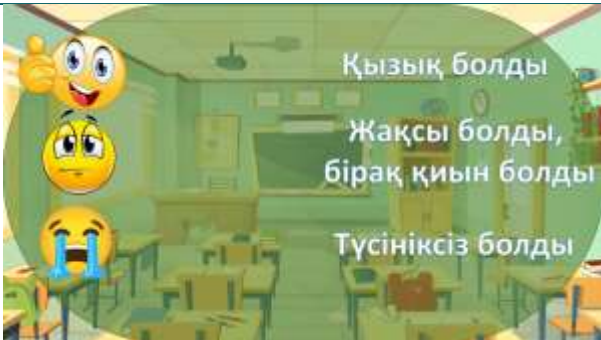 Қызық болды
Жақсы болды,
бірақ қиын болды
Түсініксіз болды